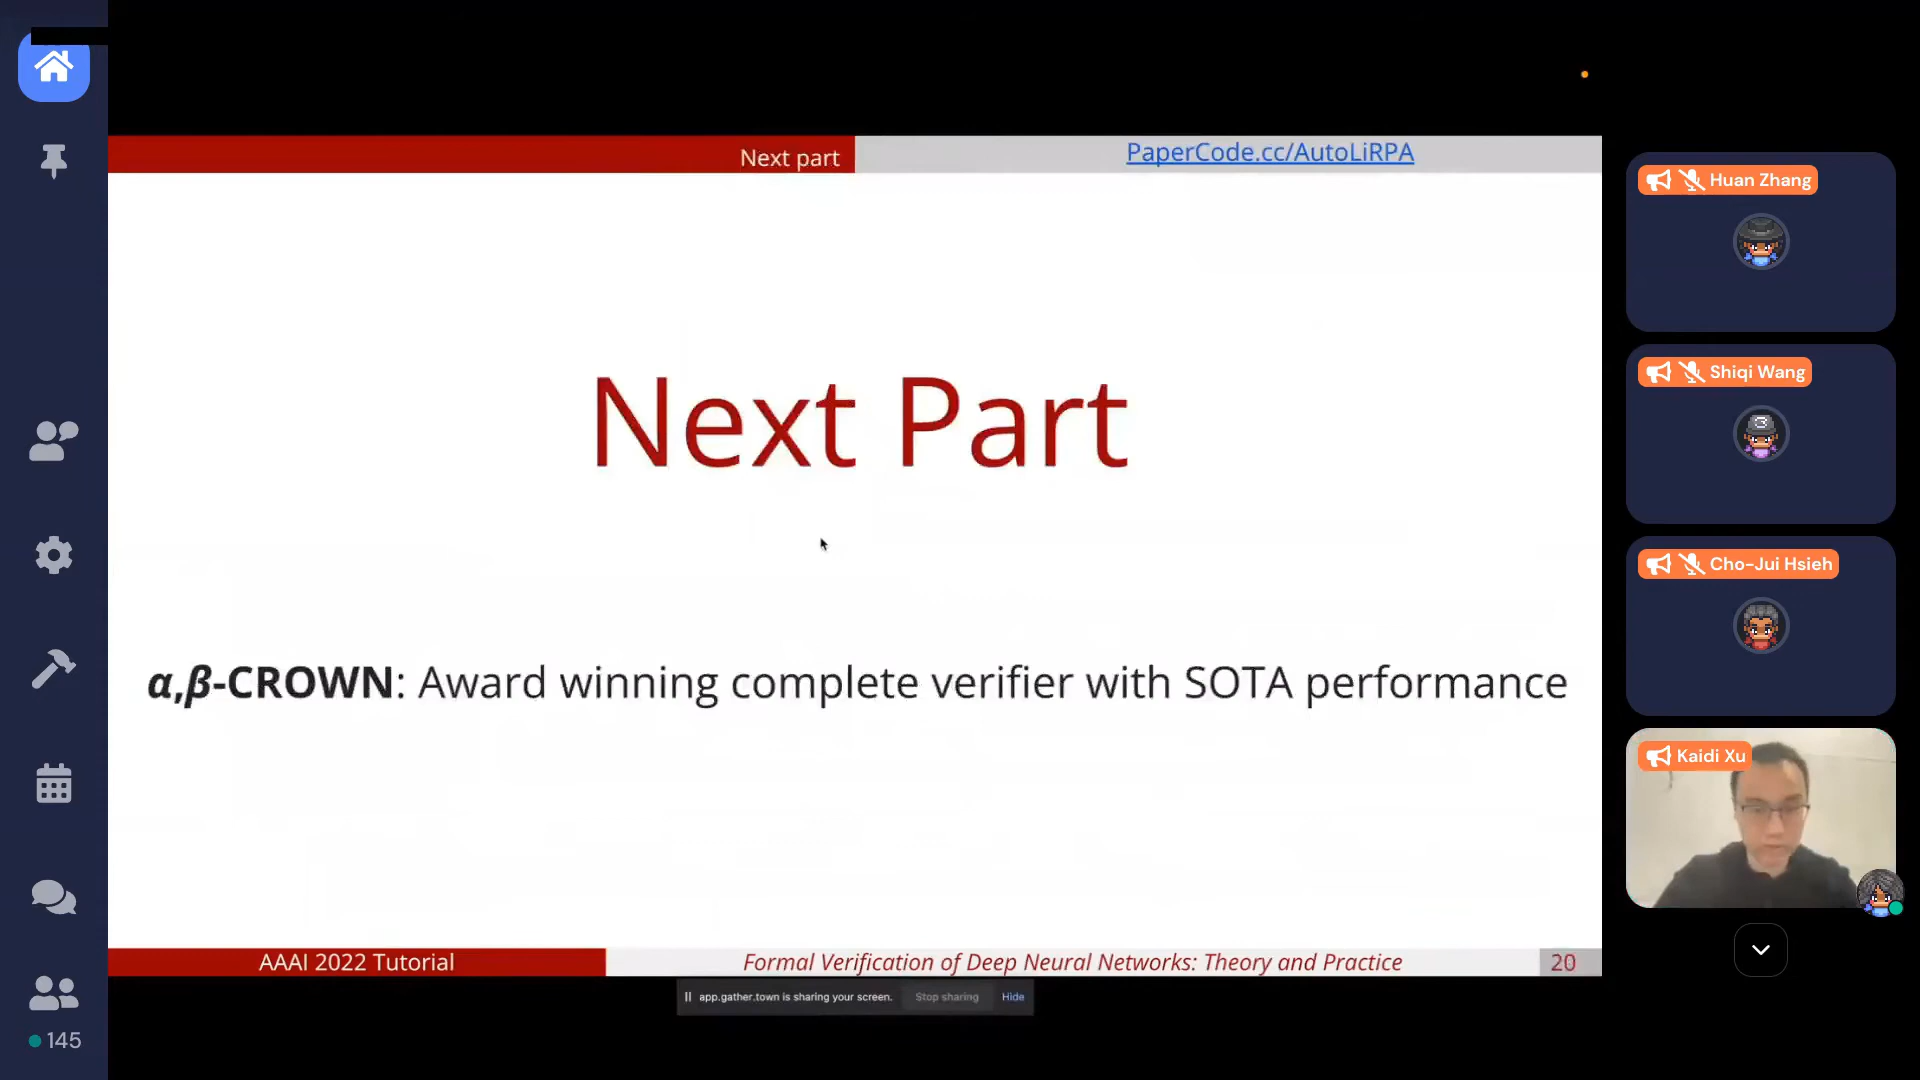 Next part
PaperCode.cc/AutoLiRPA
Next Part
α,β-CROWN: Award winning complete verifier with SOTA performance
AAAI 2022 Tutorial
Formal Verification of Deep Neural Networks: Theory and Practice
20
app.gather.town is sharing your screen.
Stop sharing
Hide
Huan Zhang
Shiqi Wang
Cho-Jui Hsieh
Kaidi Xu
145